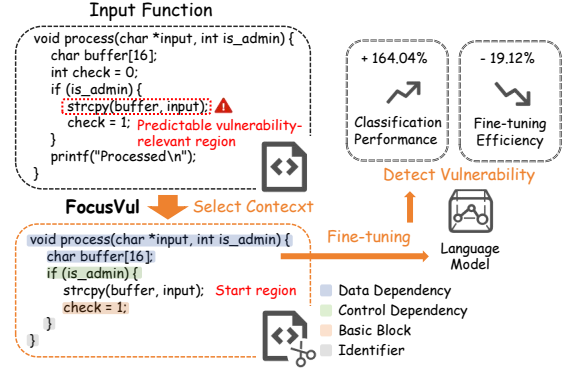 Input Function
void process(char *input, int is_admin) {
char buffer[16];
int check = 0;
if (is_admin) {
strcpy(buffer, input);
check = 1; Predictable vulnerability-
relevant region
}
printf("Processed\n");
}
+ 164.04%
Classification
Performance
- 19.12%
Fine-tuning
Efficiency
Detect Vulnerability
FocusVul
Select Contecxt
void process(char *input, int is_admin) {
char buffer[16];
if (is_admin) {
strcpy(buffer, input); Start region
check = 1;
}
}
Fine-tuning
Language
Model
Data Dependency
Control Dependency
Basic Block
Identifier